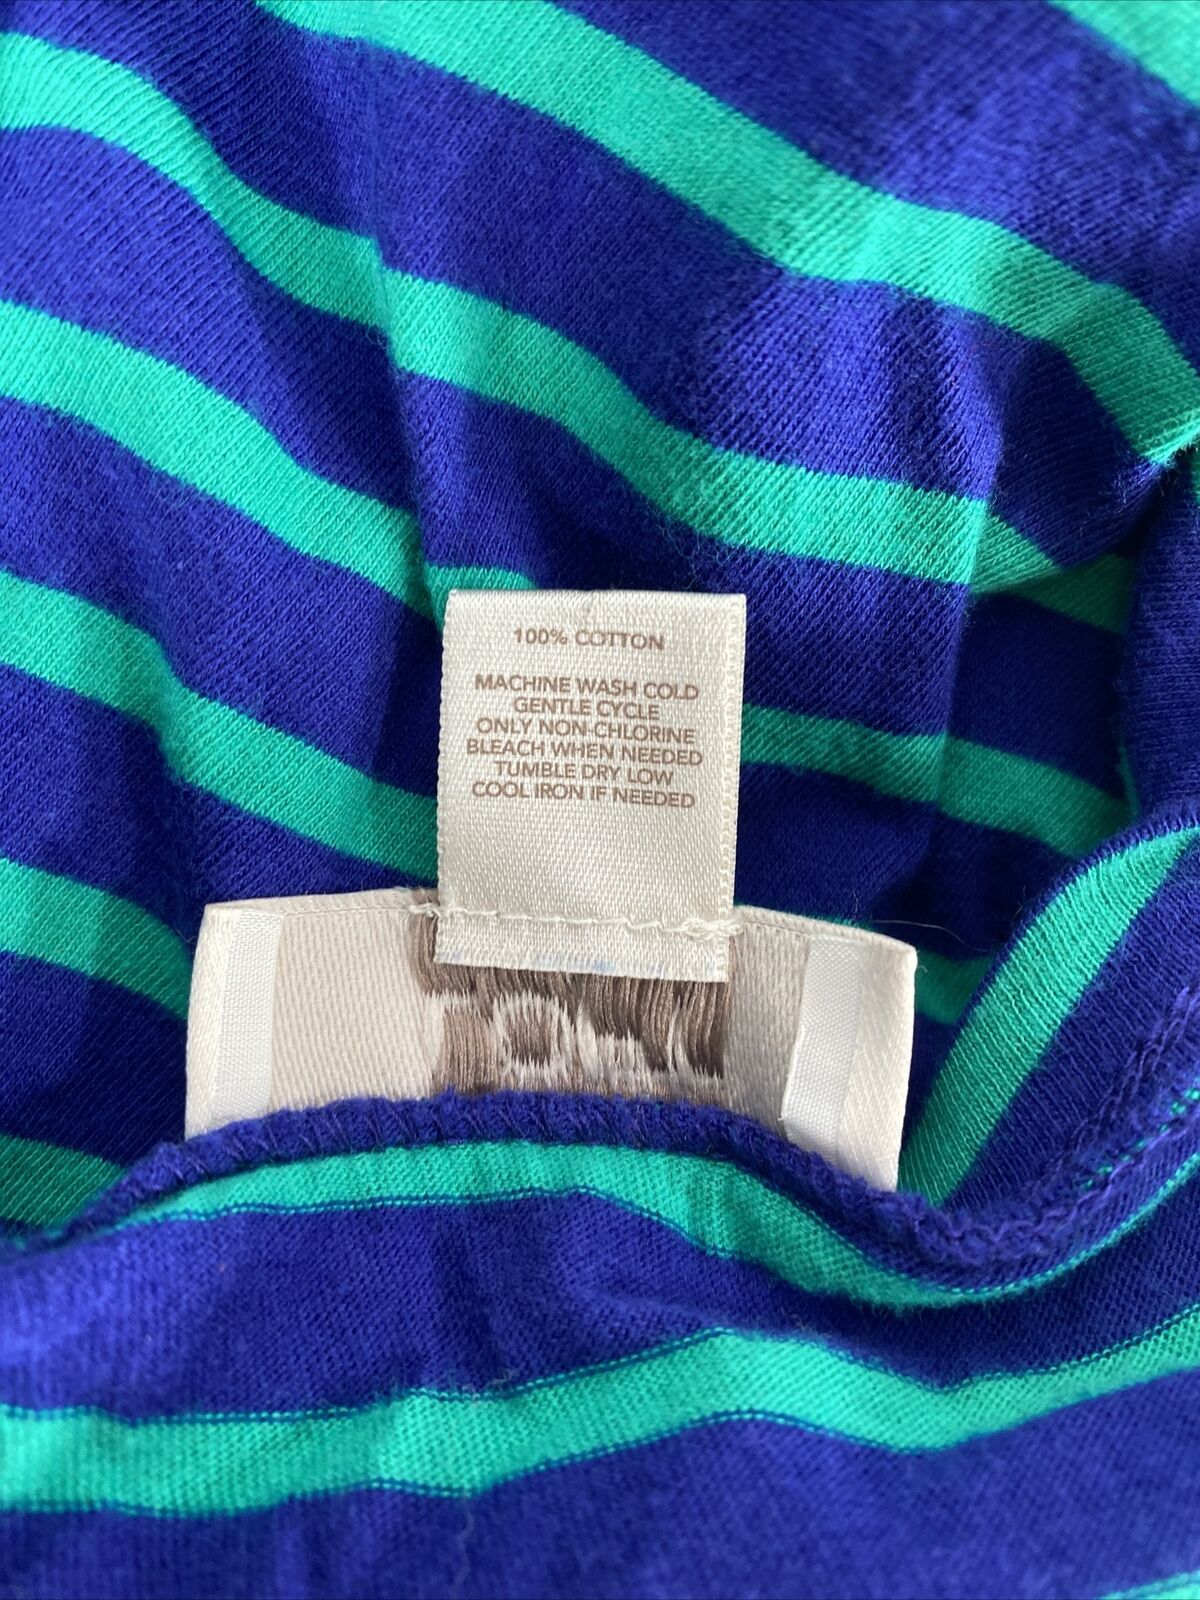 100% COTTON
MACHINE WASH COLD
GENTLE CYCLE
ONLY NON-CHLORINE
BLEACH WHEN NEEDED
TUMBLE DRY LOW
COOL IRON IF NEEDED